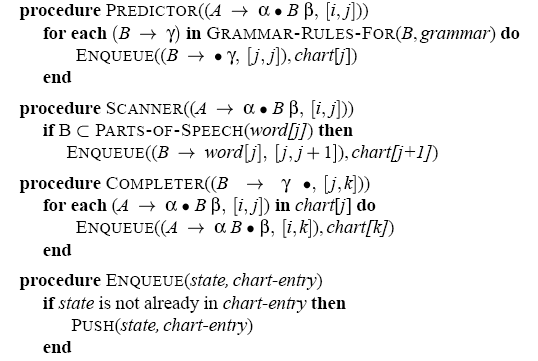 procedure PREDICTOR((A → α • B β, [i, j]))
for each (B → γ) in GRAMMAR-RULES-FOR(B, grammar) do
ENQUEUE((B → • γ, [j, j]), chart[j])
end
procedure SCANNER((A → α • B β, [i, j]))
if B ⊂ PARTS-OF-SPEECH(word[j]) then
ENQUEUE((B → word[j], [j, j + 1]), chart[j+1])
procedure COMPLETER((B → γ •, [j, k]))
for each (A → α • B β, [i, j]) in chart[j] do
ENQUEUE((A → α B • β, [i, k]), chart[k])
end
procedure ENQUEUE(state, chart-entry)
if state is not already in chart-entry then
PUSH(state, chart-entry)
end